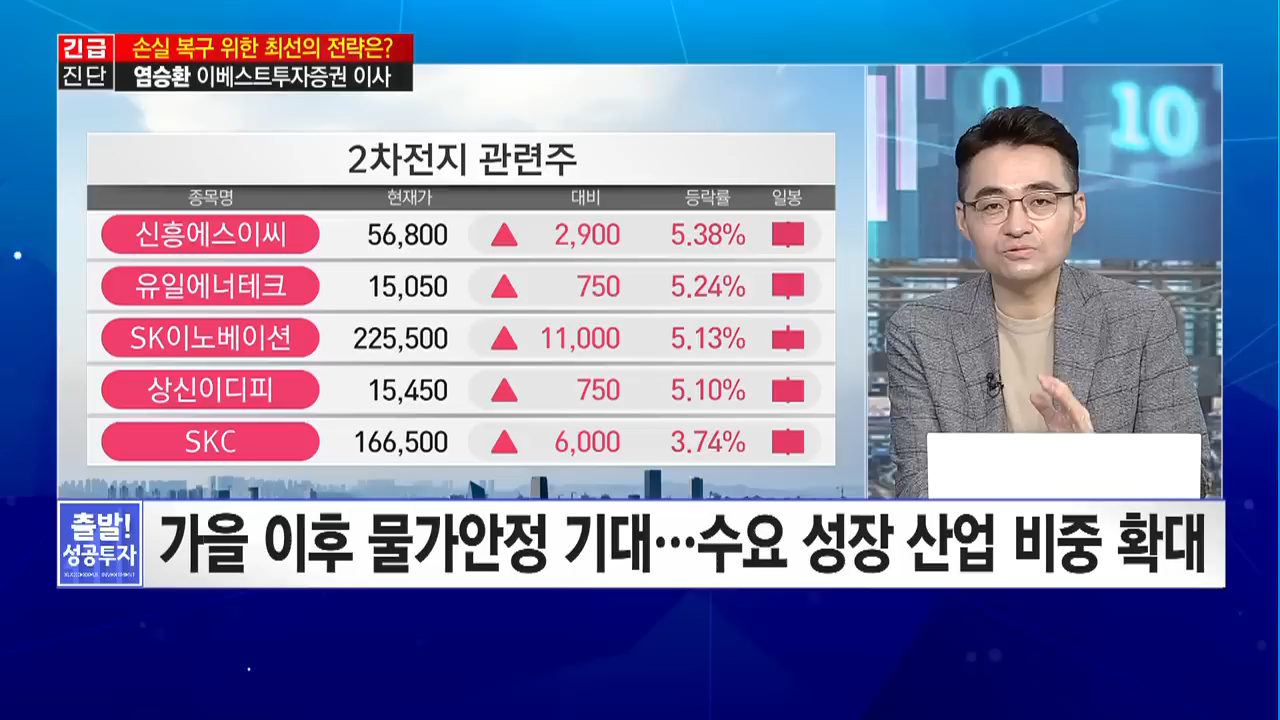 긴급 손실 복구 위한 최선의 전략은?
진단 염승환 이베스트투자증권 이사
0 10
2차전지 관련주
종목명 현재가 대비 등락률 일봉
신흥에스이씨 56,800 ▲ 2,900 5.38%
유일에너테크 15,050 ▲ 750 5.24%
SK이노베이션 225,500 ▲ 11,000 5.13%
상신이디피 15,450 ▲ 750 5.10%
SKC 166,500 ▲ 6,000 3.74%
출발!
성공투자
가을 이후 물가안정 기대…수요 성장 산업 비중 확대